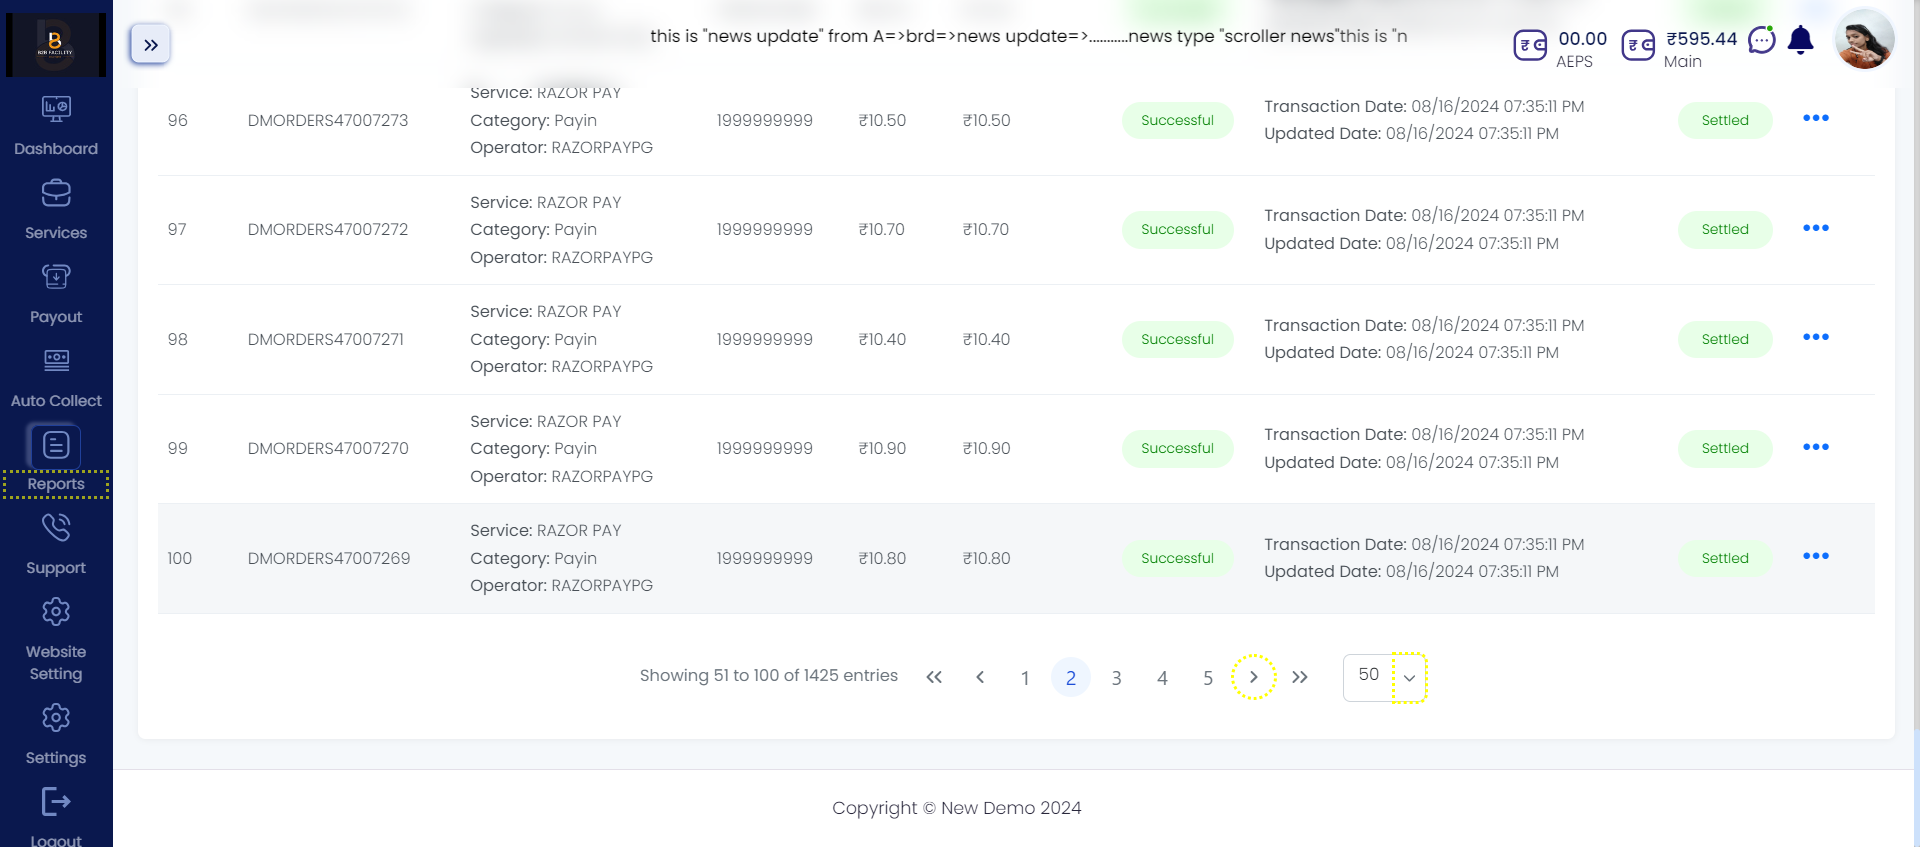 B2B FACILITY
this is "news update" from A=>brd=>news update=>...........news type "scroller news"this is "n
00.00
AEPS
₹595.44
Main
Dashboard
Services
Payout
Auto Collect
Reports
Support
Website
Setting
Settings
Logout
96 DMORDERS47007273 Service: RAZOR PAY
Category: Payin
Operator: RAZORPAYPG
1999999999 ₹10.50 ₹10.50 Successful
Transaction Date: 08/16/2024 07:35:11 PM
Updated Date: 08/16/2024 07:35:11 PM
Settled
97 DMORDERS47007272 Service: RAZOR PAY
Category: Payin
Operator: RAZORPAYPG
1999999999 ₹10.70 ₹10.70 Successful
Transaction Date: 08/16/2024 07:35:11 PM
Updated Date: 08/16/2024 07:35:11 PM
Settled
98 DMORDERS47007271 Service: RAZOR PAY
Category: Payin
Operator: RAZORPAYPG
1999999999 ₹10.40 ₹10.40 Successful
Transaction Date: 08/16/2024 07:35:11 PM
Updated Date: 08/16/2024 07:35:11 PM
Settled
99 DMORDERS47007270 Service: RAZOR PAY
Category: Payin
Operator: RAZORPAYPG
1999999999 ₹10.90 ₹10.90 Successful
Transaction Date: 08/16/2024 07:35:11 PM
Updated Date: 08/16/2024 07:35:11 PM
Settled
100 DMORDERS47007269 Service: RAZOR PAY
Category: Payin
Operator: RAZORPAYPG
1999999999 ₹10.80 ₹10.80 Successful
Transaction Date: 08/16/2024 07:35:11 PM
Updated Date: 08/16/2024 07:35:11 PM
Settled
Showing 51 to 100 of 1425 entries 1 2 3 4 5 50
Copyright © New Demo 2024